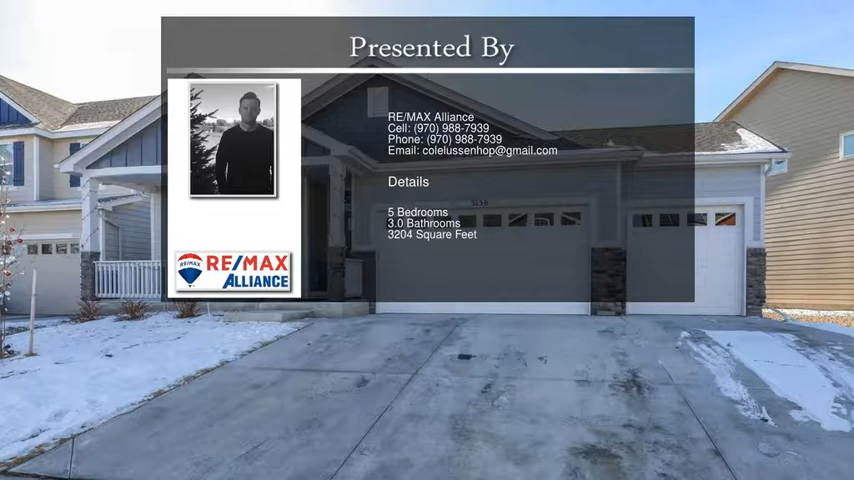 Presented By
RE/MAX Alliance
Cell: (970) 988-7939
Phone: (970) 988-7939
Email: colelussenhop@gmail.com
Details
5 Bedrooms
3.0 Bathrooms
3204 Square Feet
RE/MAX
RE/MAX
ALLIANCE